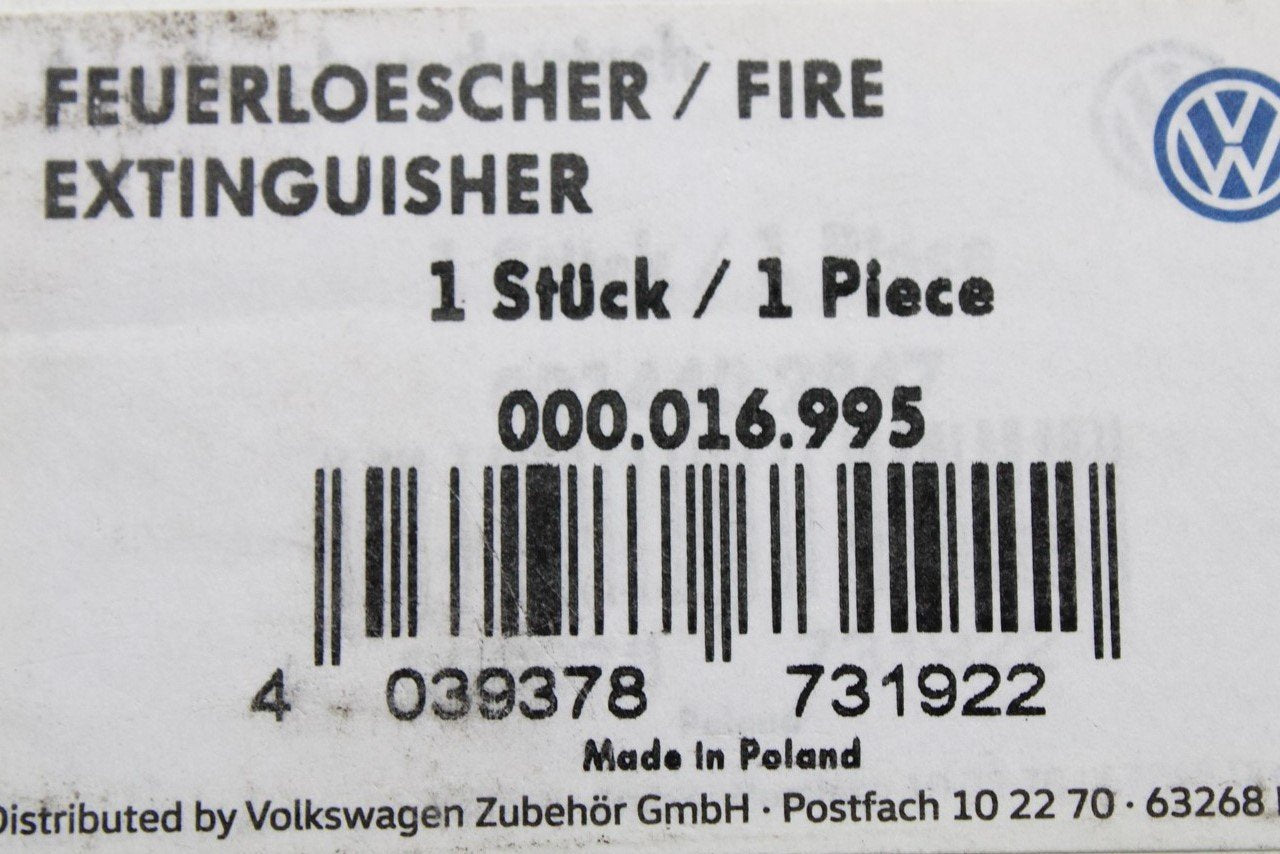 FEUERLOESCHER / FIRE
EXTINGUISHER
1 Stück / 1 Piece
000.016.995
4 039378 731922
Made in Poland
Distributed by Volkswagen Zubehör GmbH · Postfach 10 22 70 · 63268